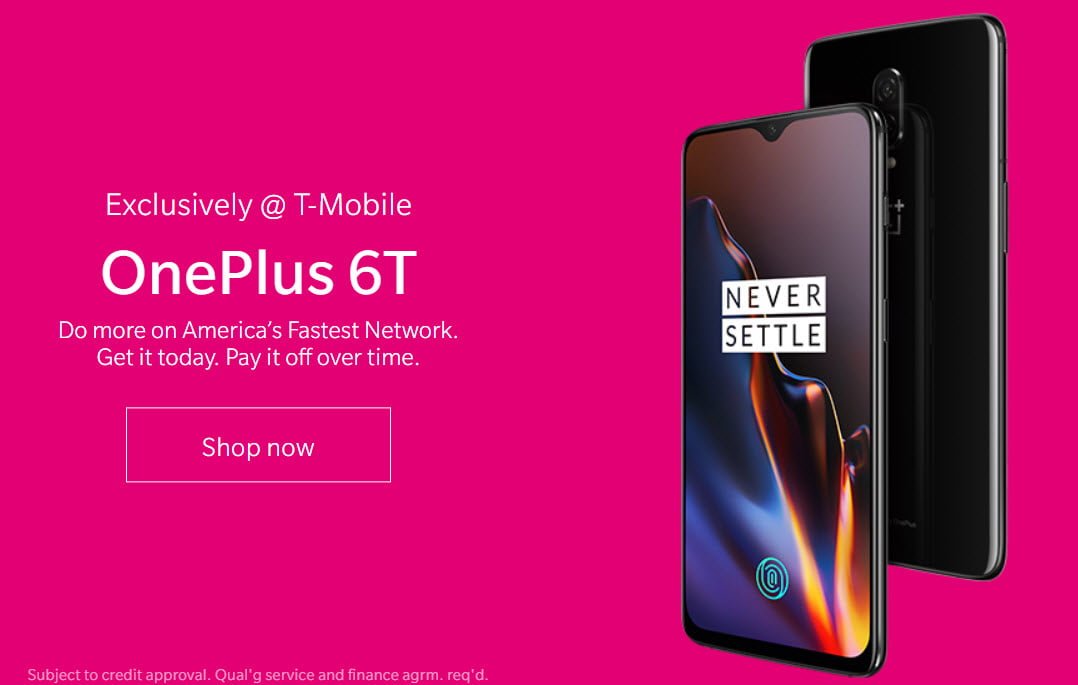 Exclusively @ T-Mobile
OnePlus 6T
Do more on America's Fastest Network.
Get it today. Pay it off over time.
Shop now
Subject to credit approval. Qual'g service and finance agrm. req'd.
NEVER
SETTLE
OnePlus